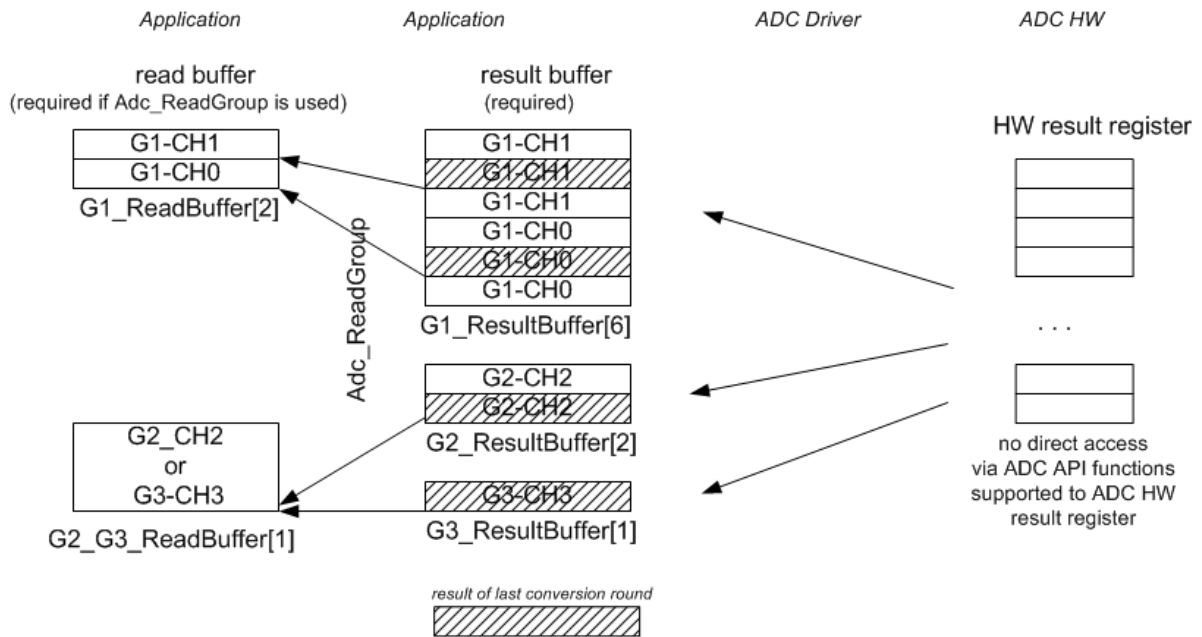 Application
Application
ADC Driver
ADC HW
read buffer
(required if Adc_ReadGroup is used)
G1-CH1
G1-CH0
G1_ReadBuffer[2]
result buffer
(required)
G1-CH1
G1-CH1
G1-CH1
G1-CH0
G1-CH0
G1-CH0
G1_ResultBuffer[6]
HW result register
. . .
Adc_ReadGroup
G2-CH2
G2-CH2
G2_ResultBuffer[2]
G2_CH2
or
G3-CH3
G2_G3_ReadBuffer[1]
G3-CH3
G3_ResultBuffer[1]
no direct access
via ADC API functions
supported to ADC HW
result register
result of last conversion round